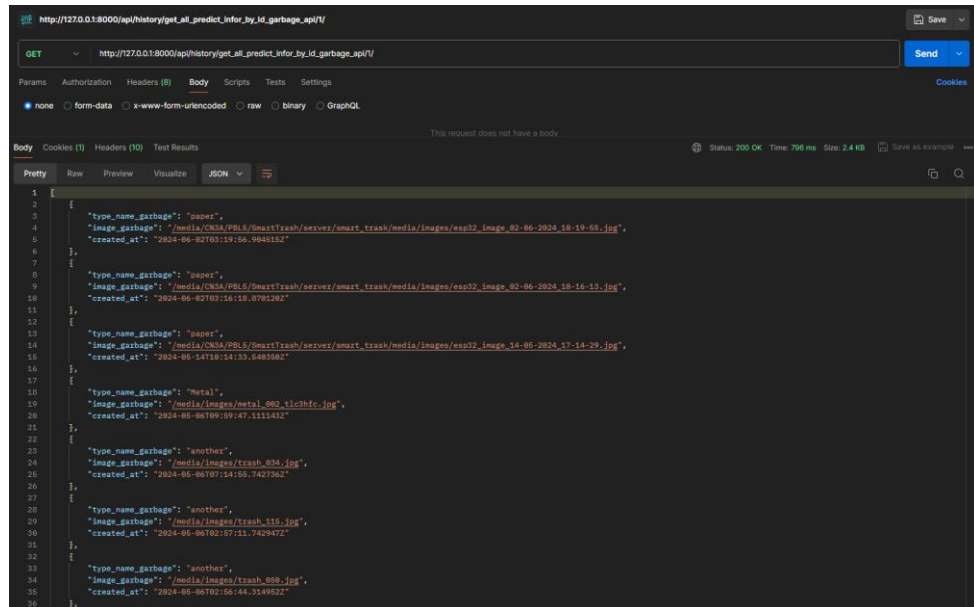 http://127.0.0.1:8000/api/history/get_all_predict_infor_by_id_garbage_api/1/
Save
GET http://127.0.0.1:8000/api/history/get_all_predict_infor_by_id_garbage_api/1/ Send
Params Authorization Headers (8) Body Scripts Tests Settings Cookies
none form-data x-www-form-urlencoded raw binary GraphQL
This request does not have a body
Body Cookies (1) Headers (10) Test Results Status: 200 OK Time: 796 ms Size: 2.4 KB Save as example
Pretty Raw Preview Visualize JSON
1 [
2 {
3 "type_name_garbage": "paper",
4 "image_garbage": "/media/CN3A/PBL5/SmartTrash/server/smart_trask/media/images/esp32_image_02-06-2024_10-19-55.jpg",
5 "created_at": "2024-06-02T03:19:56.904515Z"
6 },
7 {
8 "type_name_garbage": "paper",
9 "image_garbage": "/media/CN3A/PBL5/SmartTrash/server/smart_trask/media/images/esp32_image_02-06-2024_10-16-13.jpg",
10 "created_at": "2024-06-02T03:16:18.070120Z"
11 },
12 {
13 "type_name_garbage": "paper",
14 "image_garbage": "/media/CN3A/PBL5/SmartTrash/server/smart_trask/media/images/esp32_image_14-05-2024_17-14-29.jpg",
15 "created_at": "2024-05-14T10:14:33.540350Z"
16 },
17 {
18 "type_name_garbage": "Metal",
19 "image_garbage": "/media/images/metal_002_tlc3hfc.jpg",
20 "created_at": "2024-05-06T09:59:47.111143Z"
21 },
22 {
23 "type_name_garbage": "another",
24 "image_garbage": "/media/images/trash_034.jpg",
25 "created_at": "2024-05-06T07:14:55.742736Z"
26 },
27 {
28 "type_name_garbage": "another",
29 "image_garbage": "/media/images/trash_115.jpg",
30 "created_at": "2024-05-06T02:57:11.742947Z"
31 },
32 {
33 "type_name_garbage": "another",
34 "image_garbage": "/media/images/trash_050.jpg",
35 "created_at": "2024-05-06T02:56:44.314952Z"
36 },